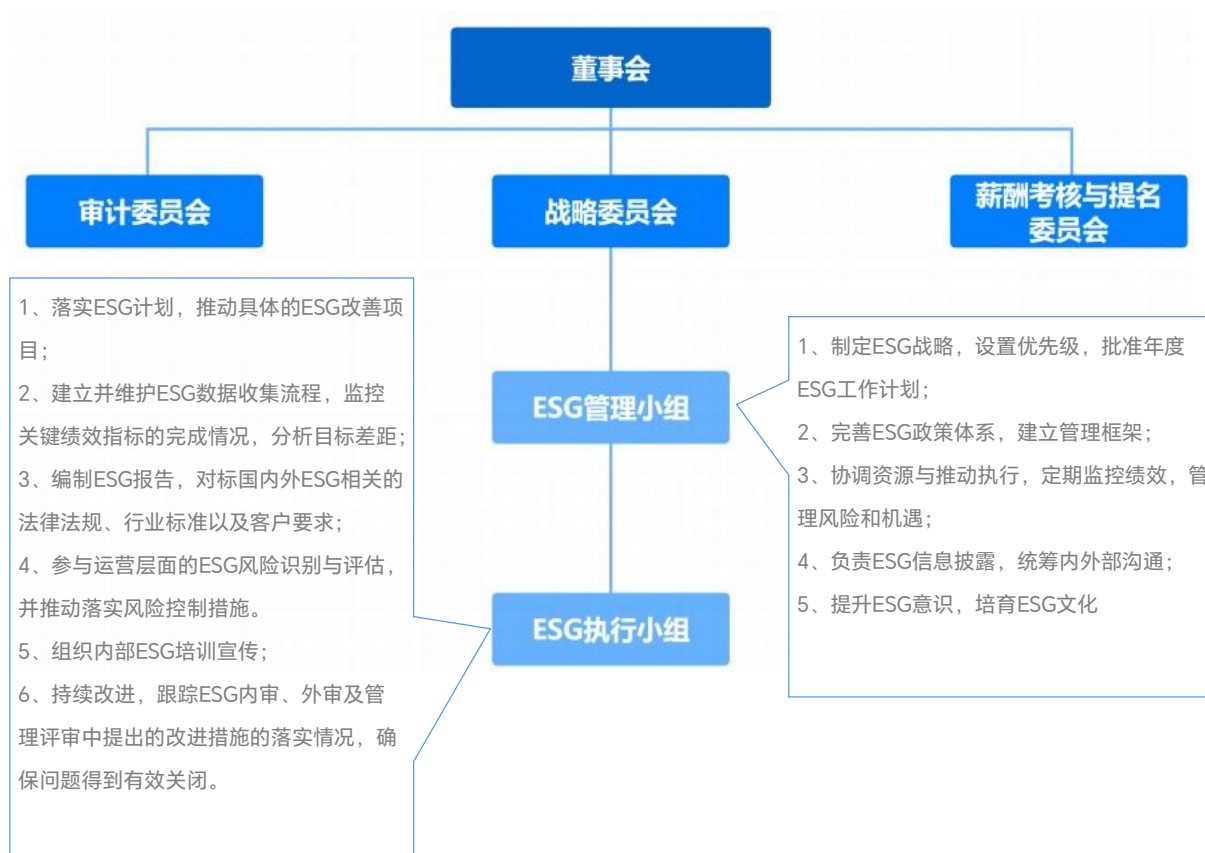 董事会
审计委员会
战略委员会
薪酬考核与提名
委员会
1、落实ESG计划，推动具体的ESG改善项
目；
2、建立并维护ESG数据收集流程，监控
关键绩效指标的完成情况，分析目标差距；
3、编制ESG报告，对标国内外ESG相关的
法律法规、行业标准以及客户要求；
4、参与运营层面的ESG风险识别与评估，
并推动落实风险控制措施。
5、组织内部ESG培训宣传；
6、持续改进，跟踪ESG内审、外审及管
理评审中提出的改进措施的落实情况，确
保问题得到有效关闭。
ESG管理小组
1、制定ESG战略，设置优先级，批准年度
ESG工作计划；
2、完善ESG政策体系，建立管理框架；
3、协调资源与推动执行，定期监控绩效，管
理风险和机遇；
4、负责ESG信息披露，统筹内外部沟通；
5、提升ESG意识，培育ESG文化
ESG执行小组